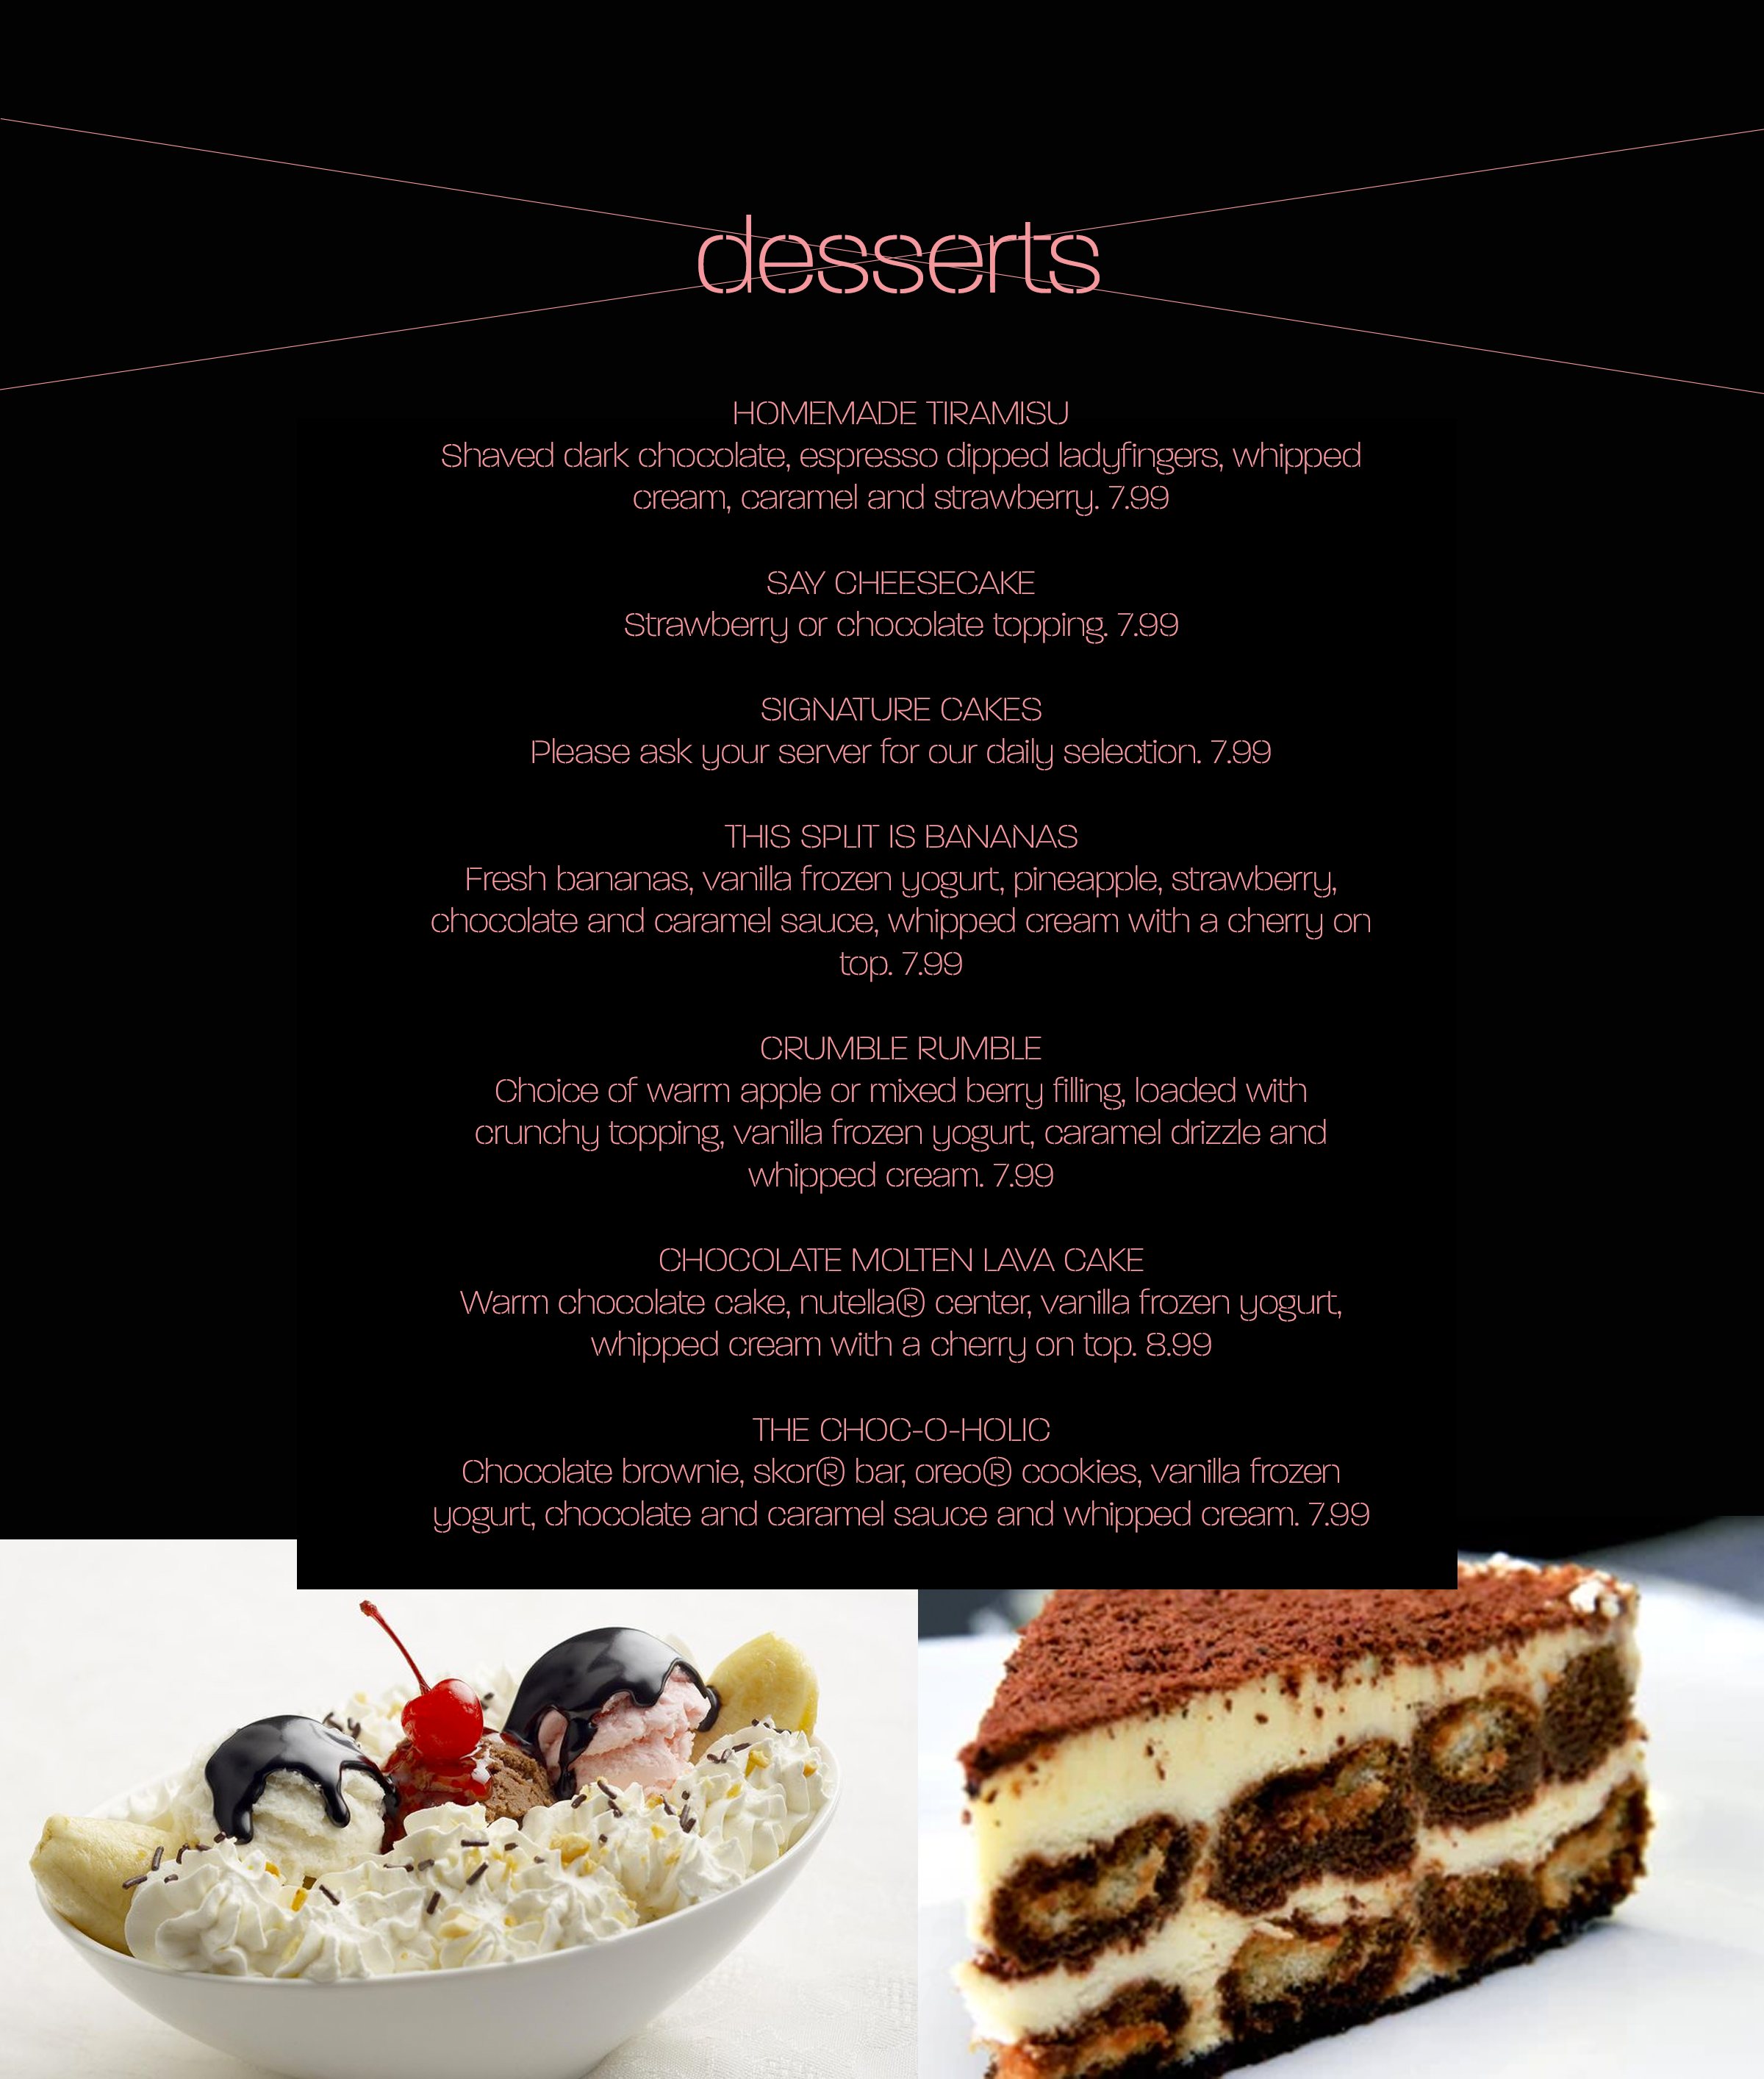 desserts
HOMEMADE TIRAMISU
Shaved dark chocolate, espresso dipped ladyfingers, whipped
cream, caramel and strawberry. 7.99
SAY CHEESECAKE
Strawberry or chocolate topping. 7.99
SIGNATURE CAKES
Please ask your server for our daily selection. 7.99
THIS SPLIT IS BANANAS
Fresh bananas, vanilla frozen yogurt, pineapple, strawberry,
chocolate and caramel sauce, whipped cream with a cherry on
top. 7.99
CRUMBLE RUMBLE
Choice of warm apple or mixed berry filling, loaded with
crunchy topping, vanilla frozen yogurt, caramel drizzle and
whipped cream. 7.99
CHOCOLATE MOLTEN LAVA CAKE
Warm chocolate cake, nutella® center, vanilla frozen yogurt,
whipped cream with a cherry on top. 8.99
THE CHOC-O-HOLIC
Chocolate brownie, skor® bar, oreo® cookies, vanilla frozen
yogurt, chocolate and caramel sauce and whipped cream. 7.99